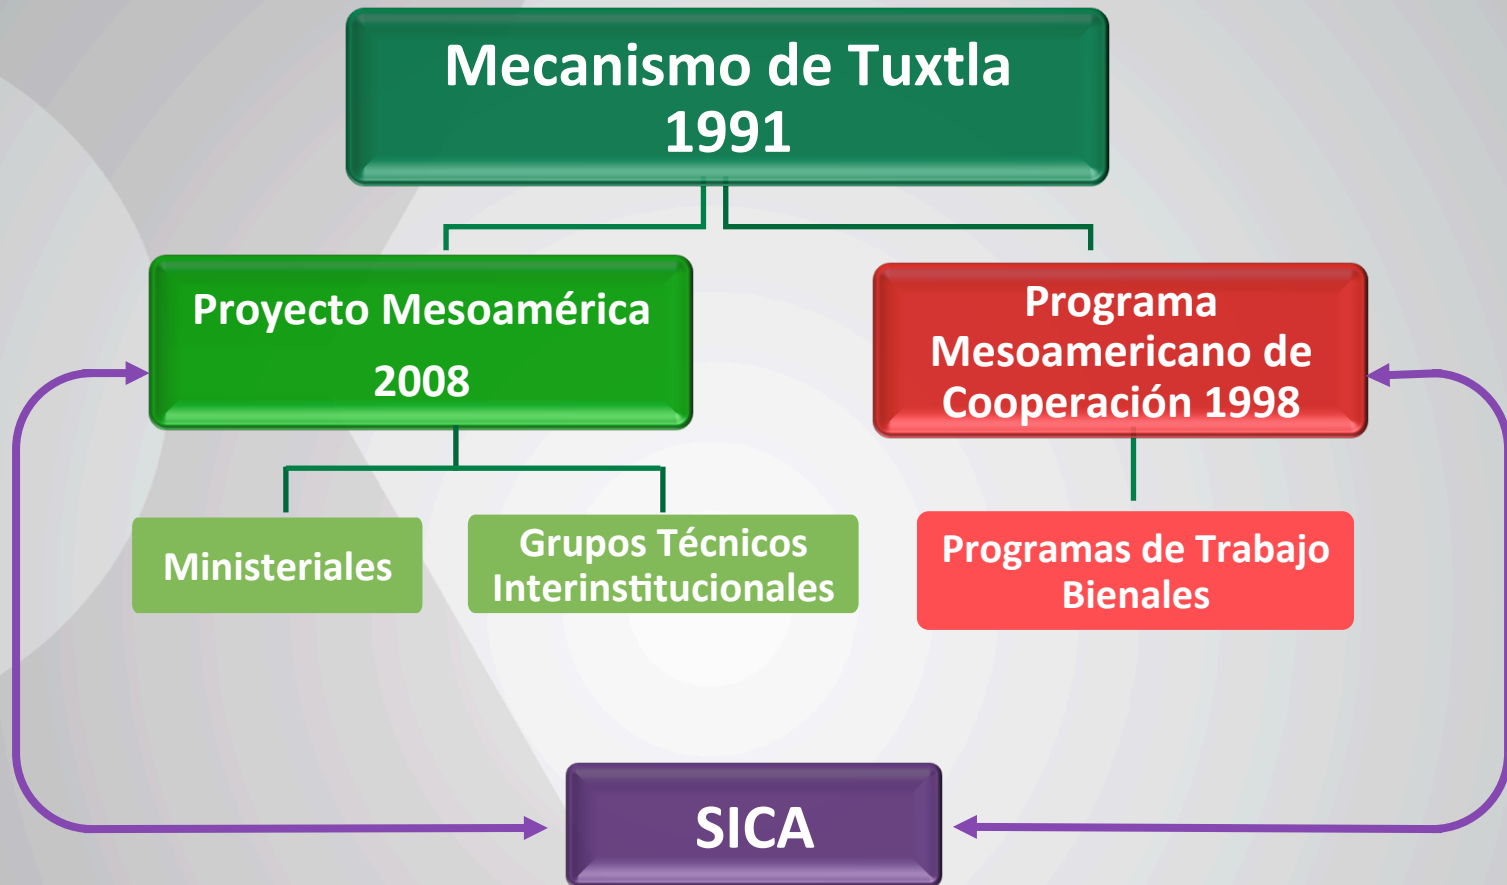 Mecanismo de Tuxtla
1991
Proyecto Mesoamérica
2008
Programa
Mesoamericano de
Cooperación 1998
Ministeriales
Grupos Técnicos
Interinstitucionales
Programas de Trabajo
Bienales
SICA